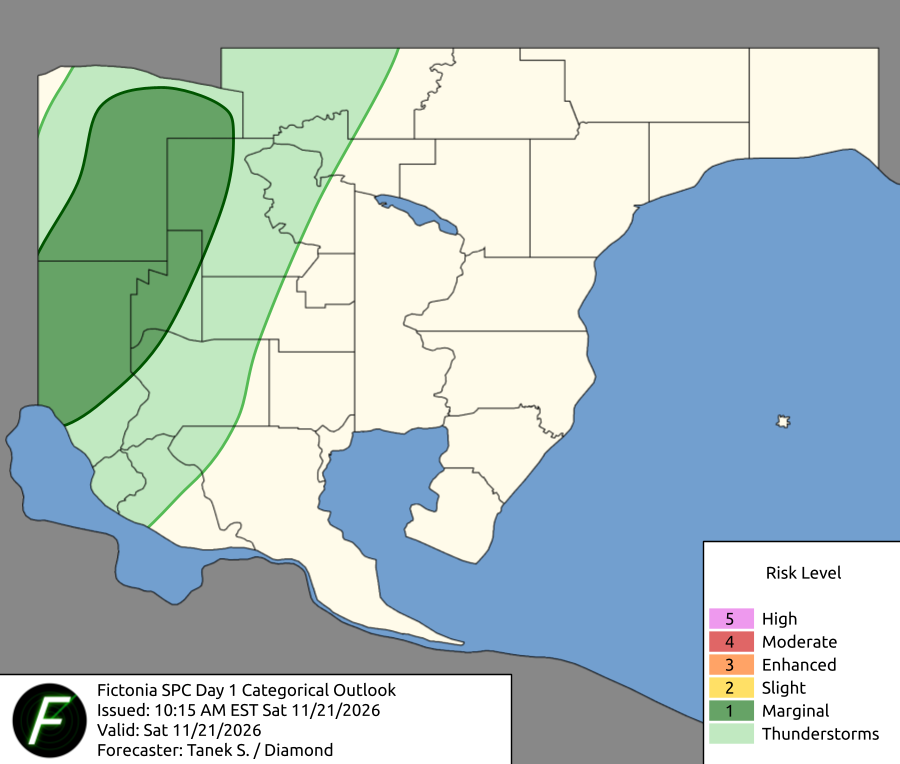 Risk Level
5 High
4 Moderate
3 Enhanced
2 Slight
1 Marginal
Thunderstorms
F
Fictonia SPC Day 1 Categorical Outlook
Issued: 10:15 AM EST Sat 11/21/2026
Valid: Sat 11/21/2026
Forecaster: Tanek S. / Diamond